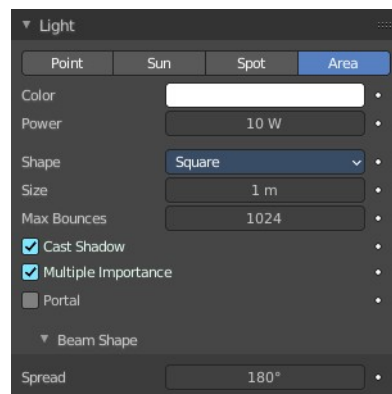 Light
Point Sun Spot Area
Color
Power 10 W
Shape Square
Size 1 m
Max Bounces 1024
Cast Shadow
Multiple Importance
Portal
Beam Shape
Spread 180°